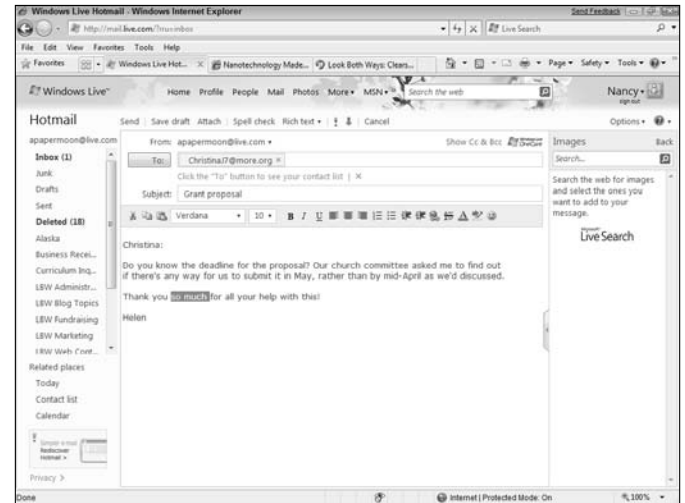 Windows Live Hotmail - Windows Internet Explorer
Send Feedback
http://mail.live.com/?rru=inbox
Live Search
File Edit View Favorites Tools Help
Favorites
Windows Live Hot...
Nanotechnology Made...
Look Both Ways: Clears...
Page Safety Tools
Windows Live™
Home Profile People Mail Photos More MSN
Search the web
Nancy
sign out
Hotmail
Send Save draft Attach Spell check Rich text Cancel
Options
apapermoon@live.com
Inbox (1)
Junk
Drafts
Sent
Deleted (18)
Alaska
Business Recei...
Curriculum Inq...
LBW Administr...
LBW Blog Topics
LBW Fundraising
LBW Marketing
LBW Web Cont...
Related places
Today
Contact list
Calendar
Simpler e-mail
Rediscover
Hotmail »
Privacy
From: apapermoon@live.com
Show Cc & Bcc
To: ChristinaJ7@more.org ×
Click the "To" button to see your contact list | ×
Subject: Grant proposal
Verdana 10 B I U
Christina:
Do you know the deadline for the proposal? Our church committee asked me to find out
if there's any way for us to submit it in May, rather than by mid-April as we'd discussed.
Thank you so much for all your help with this!
Helen
Images Back
Search...
Search the web for images
and select the ones you
want to add to your
message.
Microsoft
Live Search
Done
Internet | Protected Mode: On
100%